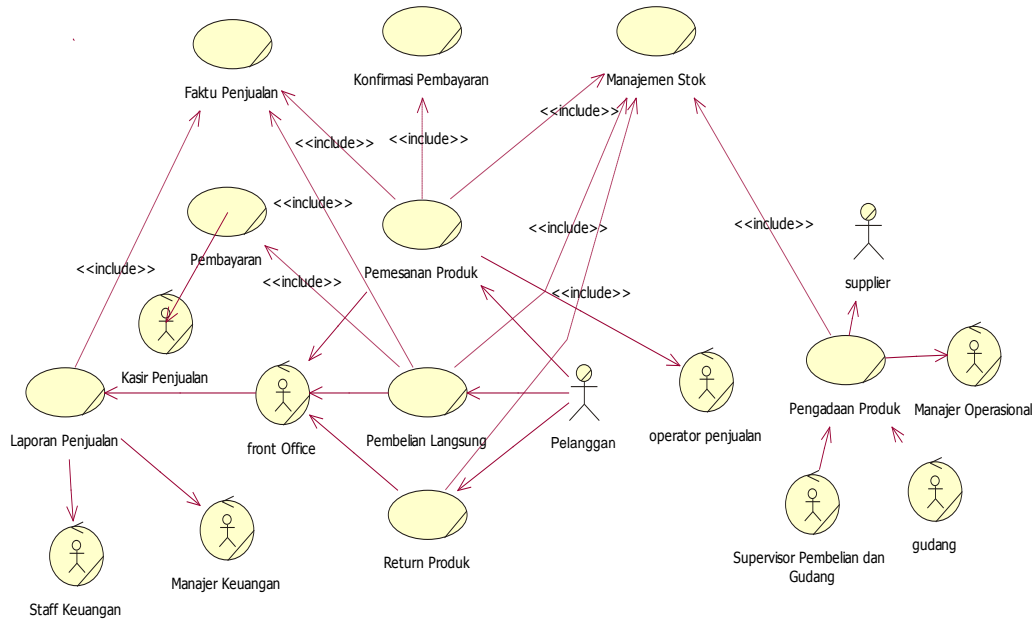 Faktu Penjualan
Konfirmasi Pembayaran
Manajemen Stok
<<include>>
<<include>>
<<include>>
<<include>>
<<include>>
<<include>>
<<include>>
<<include>>
<<include>>
Pembayaran
Pemesanan Produk
supplier
Kasir Penjualan
Laporan Penjualan
front Office
Pembelian Langsung
Pelanggan
operator penjualan
Pengadaan Produk
Manajer Operasional
Staff Keuangan
Manajer Keuangan
Return Produk
Supervisor Pembelian dan
Gudang
gudang